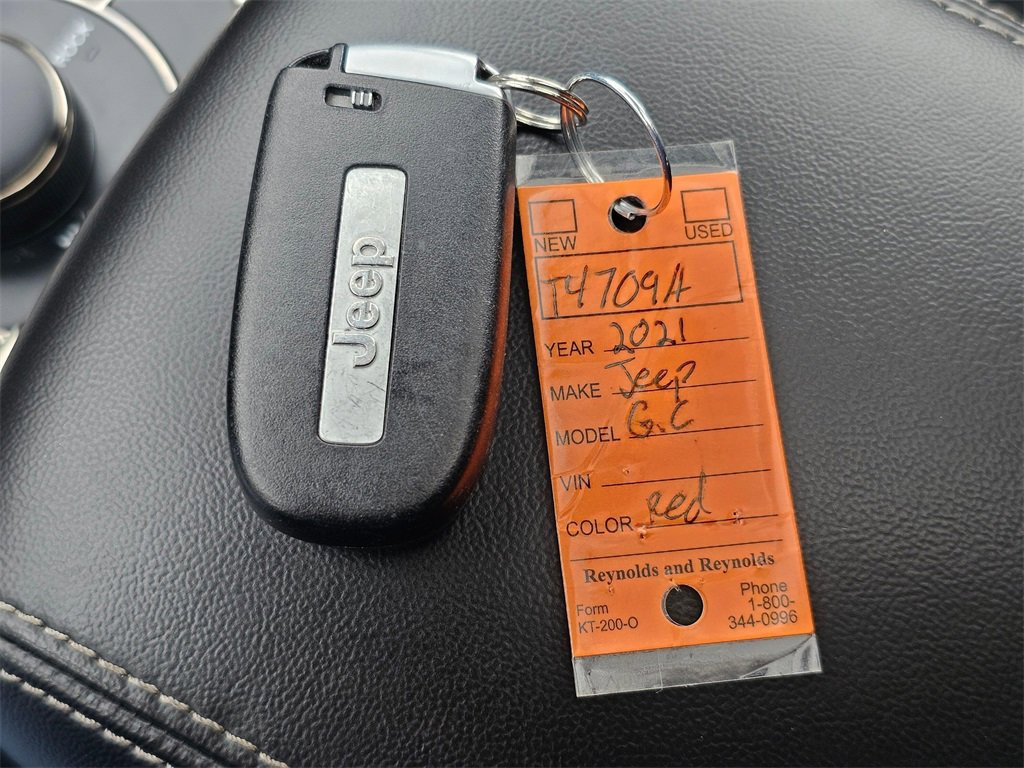 Jeep
NEW USED
T4709A
YEAR 2021
MAKE Jeep
MODEL G.C
VIN
COLOR red
Reynolds and Reynolds
Form
KT-200-O
Phone
1-800-
344-0996